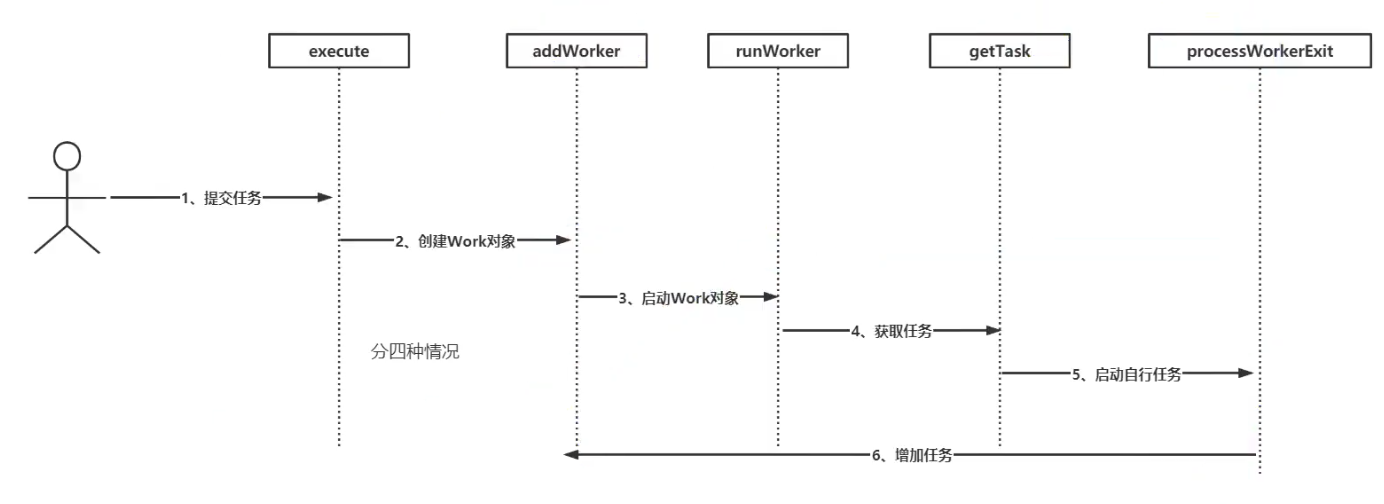 execute
addWorker
runWorker
getTask
processWorkerExit
1、提交任务
2、创建Work对象
3、启动Work对象
4、获取任务
分四种情况
5、启动自行任务
6、增加任务